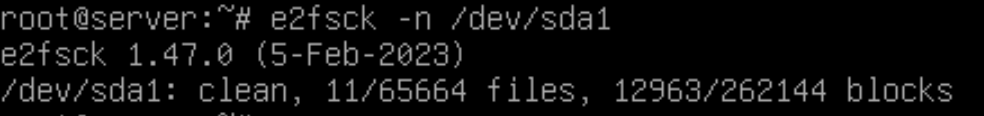 root@server:~# e2fsck -n /dev/sda1
e2fsck 1.47.0 (5-Feb-2023)
/dev/sda1: clean, 11/65664 files, 12963/262144 blocks